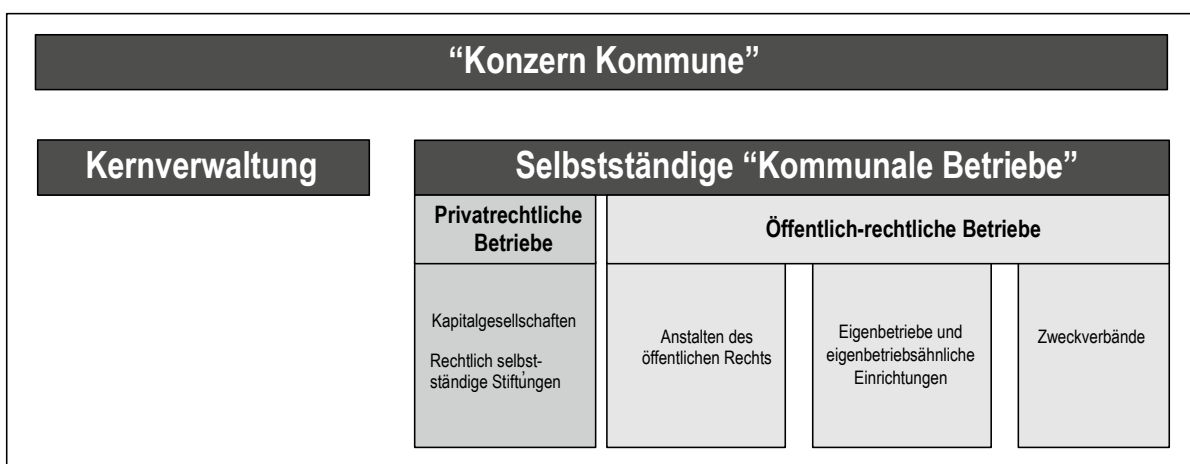 “Konzern Kommune”
Kernverwaltung
Selbstständige “Kommunale Betriebe”
Privatrechtliche
Betriebe
Öffentlich-rechtliche Betriebe
Kapitalgesellschaften
Rechtlich selbst-
ständige Stiftungen
Anstalten des
öffentlichen Rechts
Eigenbetriebe und
eigenbetriebsähnliche
Einrichtungen
Zweckverbände